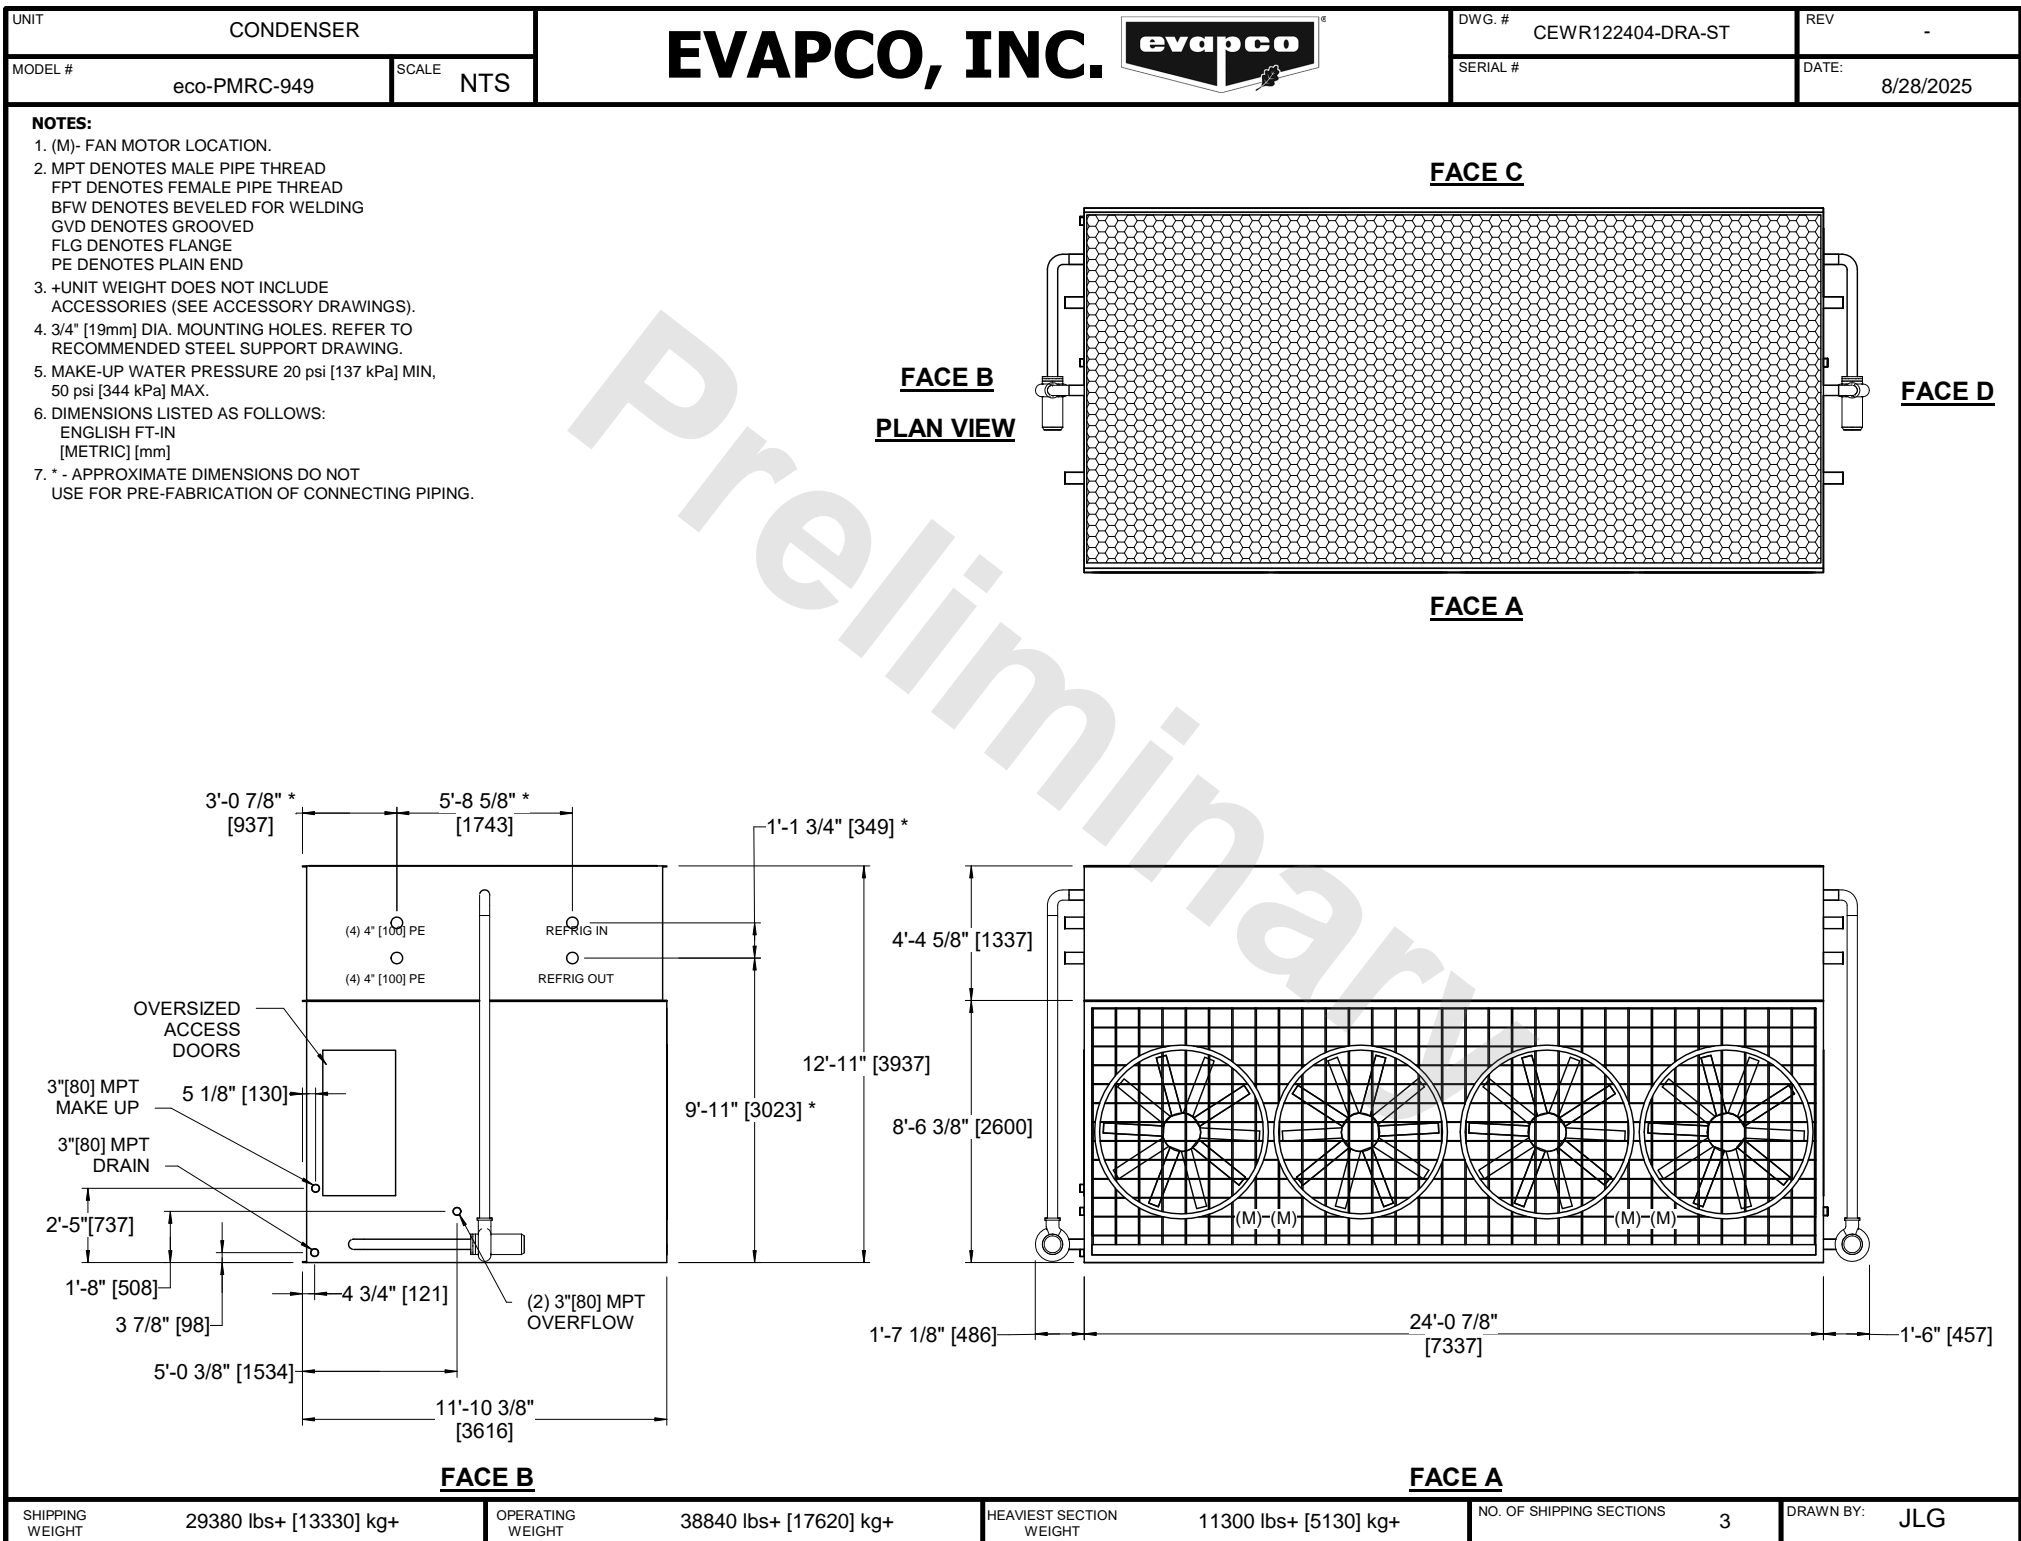 UNIT
CONDENSER
MODEL #
eco-PMRC-949
SCALE
NTS
EVAPCO, INC.
evapco
®
DWG. #
CEWR122404-DRA-ST
REV
-
SERIAL #
DATE:
8/28/2025
NOTES:
1. (M)- FAN MOTOR LOCATION.
2. MPT DENOTES MALE PIPE THREAD
FPT DENOTES FEMALE PIPE THREAD
BFW DENOTES BEVELED FOR WELDING
GVD DENOTES GROOVED
FLG DENOTES FLANGE
PE DENOTES PLAIN END
3. +UNIT WEIGHT DOES NOT INCLUDE
ACCESSORIES (SEE ACCESSORY DRAWINGS).
4. 3/4" [19mm] DIA. MOUNTING HOLES. REFER TO
RECOMMENDED STEEL SUPPORT DRAWING.
5. MAKE-UP WATER PRESSURE 20 psi [137 kPa] MIN,
50 psi [344 kPa] MAX.
6. DIMENSIONS LISTED AS FOLLOWS:
ENGLISH FT-IN
[METRIC] [mm]
7. * - APPROXIMATE DIMENSIONS DO NOT
USE FOR PRE-FABRICATION OF CONNECTING PIPING.
FACE C
FACE B
PLAN VIEW
FACE D
FACE A
Preliminary
3'-0 7/8" *
[937]
5'-8 5/8" *
[1743]
1'-1 3/4" [349] *
(4) 4" [100] PE
REFRIG IN
(4) 4" [100] PE
REFRIG OUT
OVERSIZED
ACCESS
DOORS
3"[80] MPT
MAKE UP
5 1/8" [130]
3"[80] MPT
DRAIN
2'-5"[737]
1'-8" [508]
3 7/8" [98]
4 3/4" [121]
(2) 3"[80] MPT
OVERFLOW
5'-0 3/8" [1534]
11'-10 3/8"
[3616]
12'-11" [3937]
9'-11" [3023] *
FACE B
4'-4 5/8" [1337]
8'-6 3/8" [2600]
(M) (M)
(M) (M)
1'-7 1/8" [486]
24'-0 7/8"
[7337]
1'-6" [457]
FACE A
SHIPPING
WEIGHT
29380 lbs+ [13330] kg+
OPERATING
WEIGHT
38840 lbs+ [17620] kg+
HEAVIEST SECTION
WEIGHT
11300 lbs+ [5130] kg+
NO. OF SHIPPING SECTIONS
3
DRAWN BY:
JLG